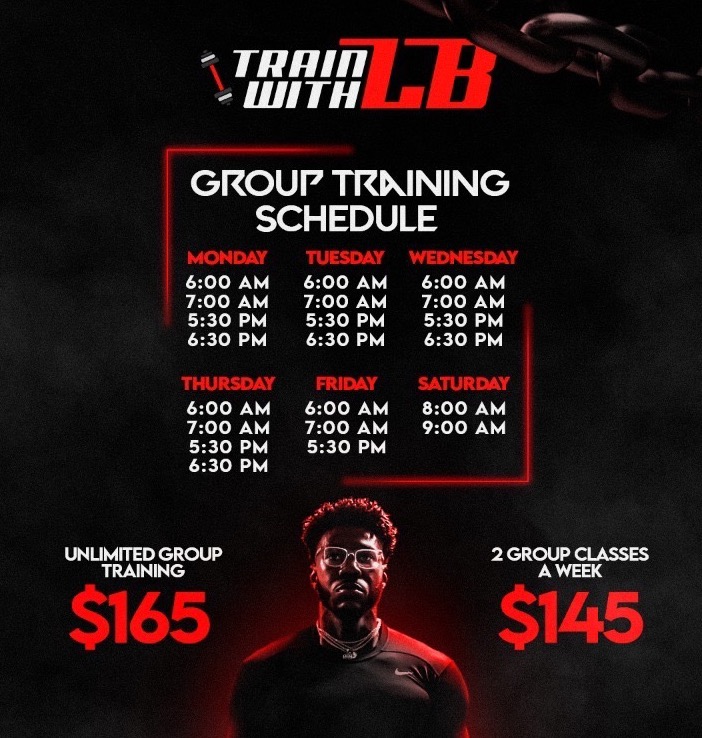 TRAIN
WITH LB
GROUP TRAINING
SCHEDULE
MONDAY
6:00 AM
7:00 AM
5:30 PM
6:30 PM
TUESDAY
6:00 AM
7:00 AM
5:30 PM
6:30 PM
WEDNESDAY
6:00 AM
7:00 AM
5:30 PM
6:30 PM
THURSDAY
6:00 AM
7:00 AM
5:30 PM
6:30 PM
FRIDAY
6:00 AM
7:00 AM
5:30 PM
SATURDAY
8:00 AM
9:00 AM
UNLIMITED GROUP
TRAINING
$165
2 GROUP CLASSES
A WEEK
$145